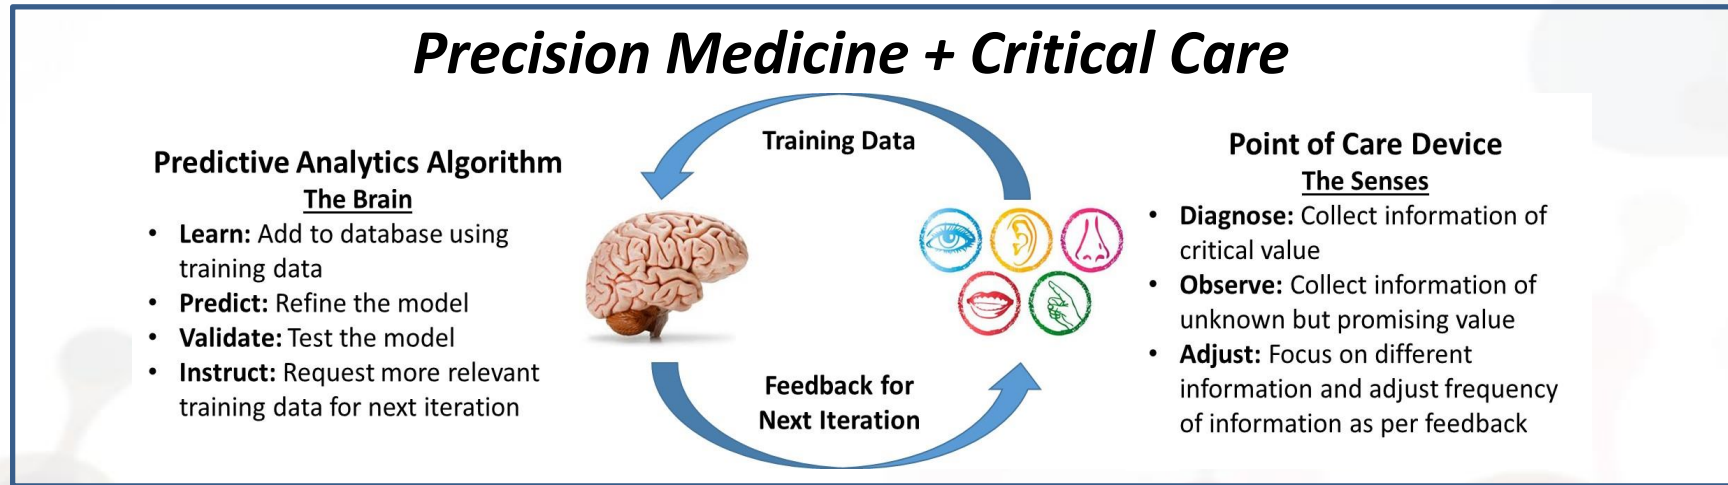 Precision Medicine + Critical Care
Predictive Analytics Algorithm
The Brain
• Learn: Add to database using
training data
• Predict: Refine the model
• Validate: Test the model
• Instruct: Request more relevant
training data for next iteration
Training Data
Feedback for
Next Iteration
Point of Care Device
The Senses
• Diagnose: Collect information of
critical value
• Observe: Collect information of
unknown but promising value
• Adjust: Focus on different
information and adjust frequency
of information as per feedback